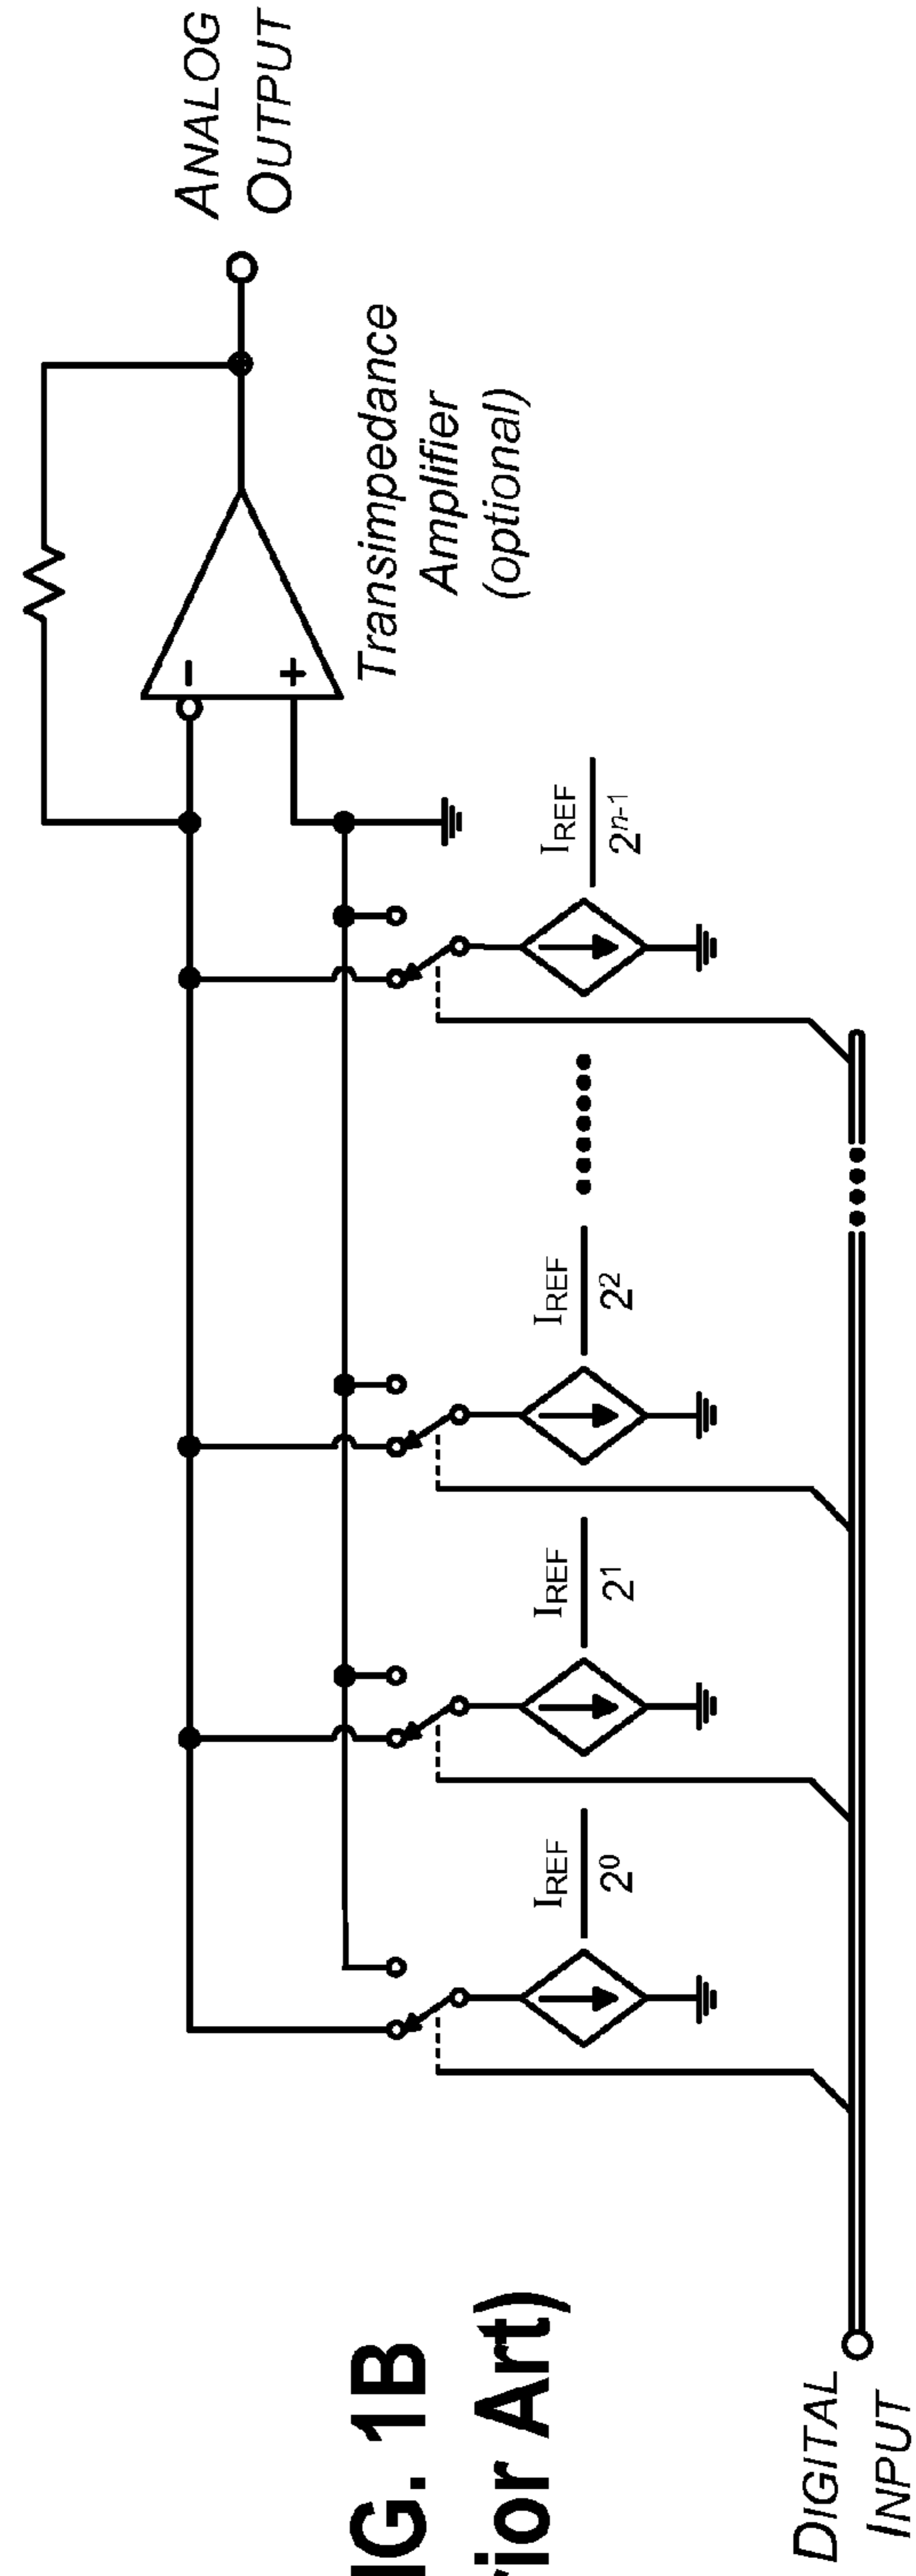 ANALOG
OUTPUT
Transimpedance
Amplifier
(optional)
−
+
IREF
2⁰
IREF
2¹
IREF
2²
IREF
2ⁿ⁻¹
DIGITAL
INPUT
IG. 1B
rior Art)